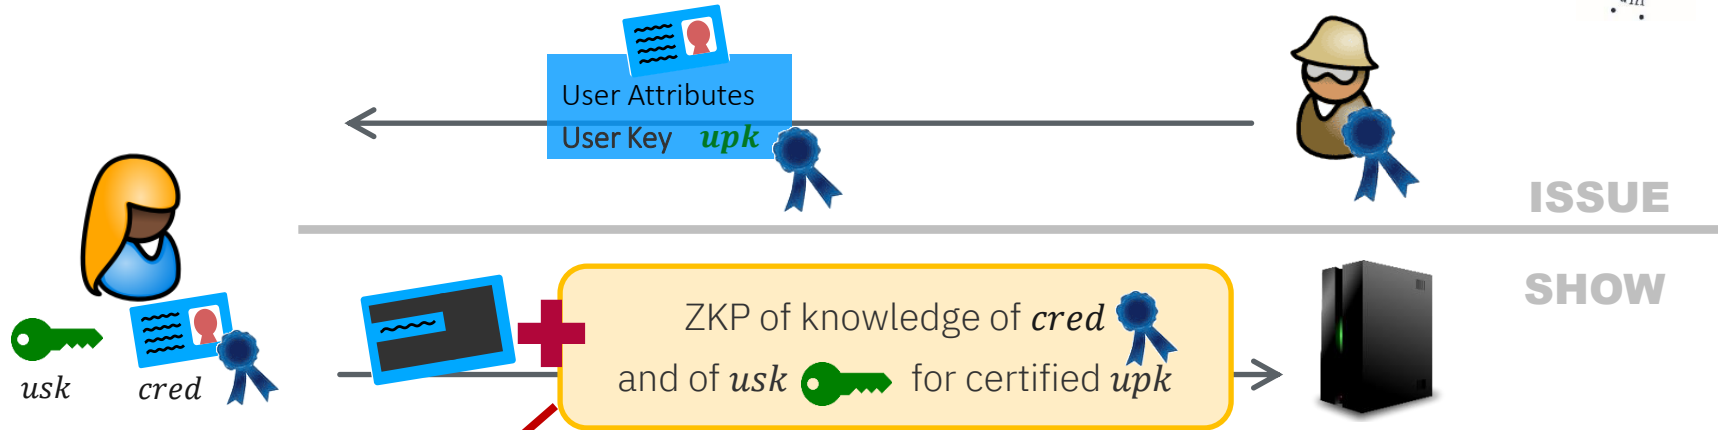 User Attributes
User Key upk
ISSUE
SHOW
ZKP of knowledge of cred
and of usk for certified upk
usk
cred